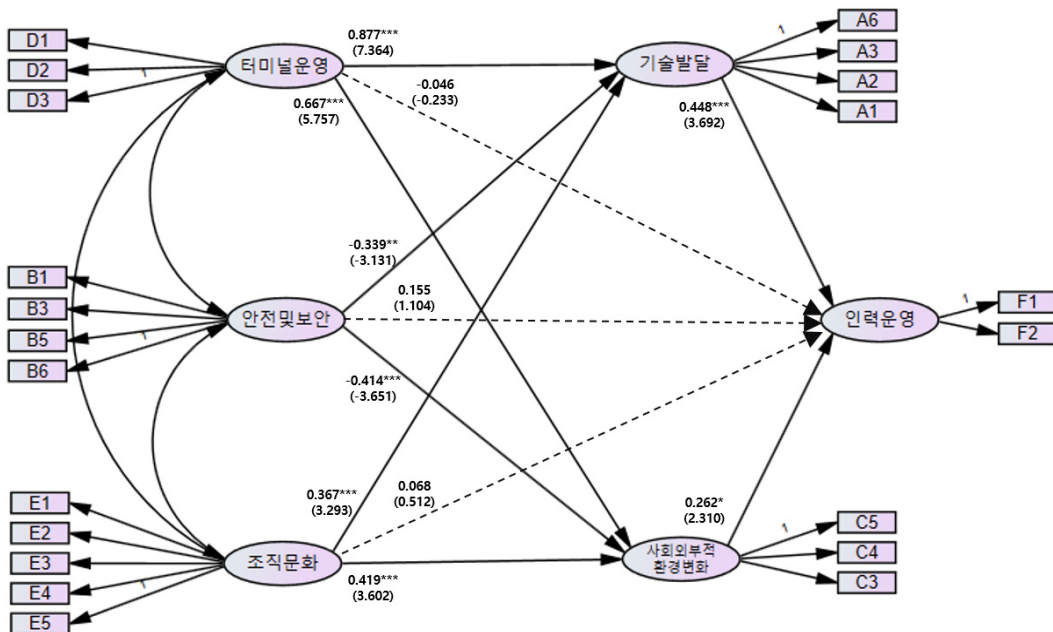 D1
D2
D3
1
터미널운영
0.877***
(7.364)
0.667***
(5.757)
-0.046
(-0.233)
기술발달
0.448***
(3.692)
1
A6
A3
A2
A1
B1
B3
B5
B6
1
안전및보안
-0.339**
(-3.131)
0.155
(1.104)
-0.414***
(-3.651)
인력운영
1
F1
F2
E1
E2
E3
E4
E5
1
조직문화
0.367***
(3.293)
0.068
(0.512)
0.419***
(3.602)
사회외부적
환경변화
0.262*
(2.310)
1
C5
C4
C3